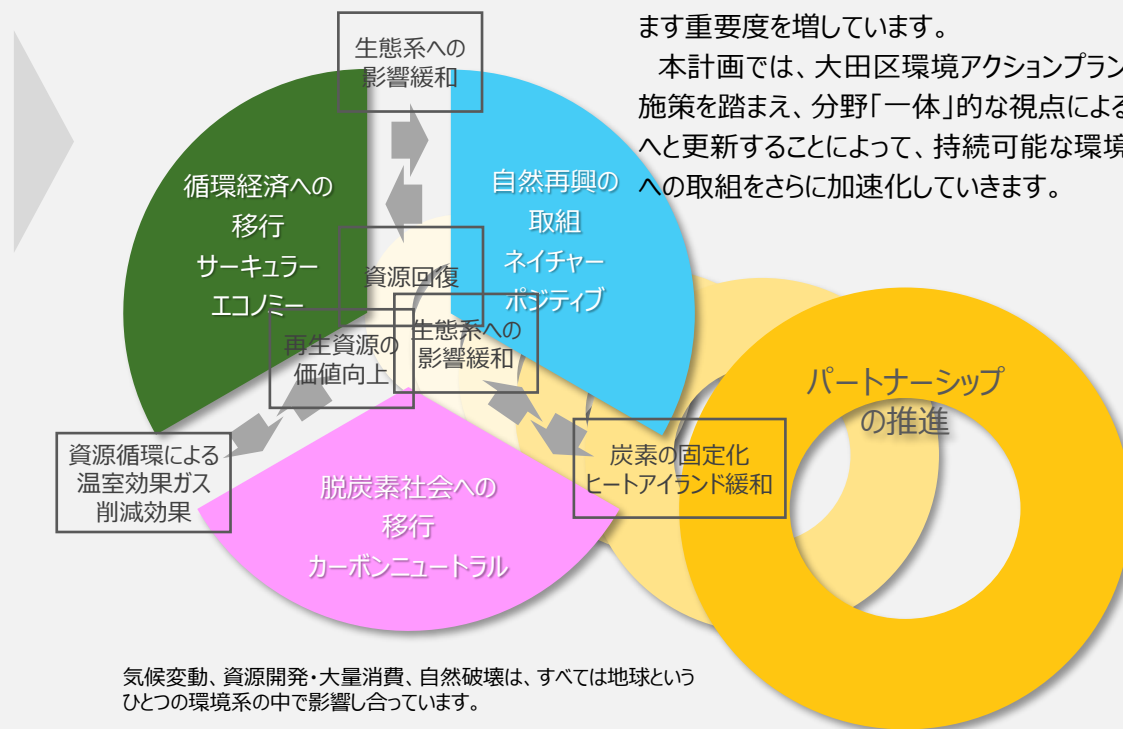 ます重要度を増しています。
本計画では、大田区環境アクションプラン
施策を踏まえ、分野「一体」的な視点による
へと更新することによって、持続可能な環境
への取組をさらに加速化していきます。
生態系への
影響緩和
循環経済への
移行
サーキュラー
エコノミー
自然再興の
取組
ネイチャー
ポジティブ
資源回復
生態系への
影響緩和
再生資源の
価値向上
パートナーシップ
の推進
資源循環による
温室効果ガス
削減効果
炭素の固定化
ヒートアイランド緩和
脱炭素社会への
移行
カーボンニュートラル
気候変動、資源開発・大量消費、自然破壊は、すべては地球という
ひとつの環境系の中で影響し合っています。